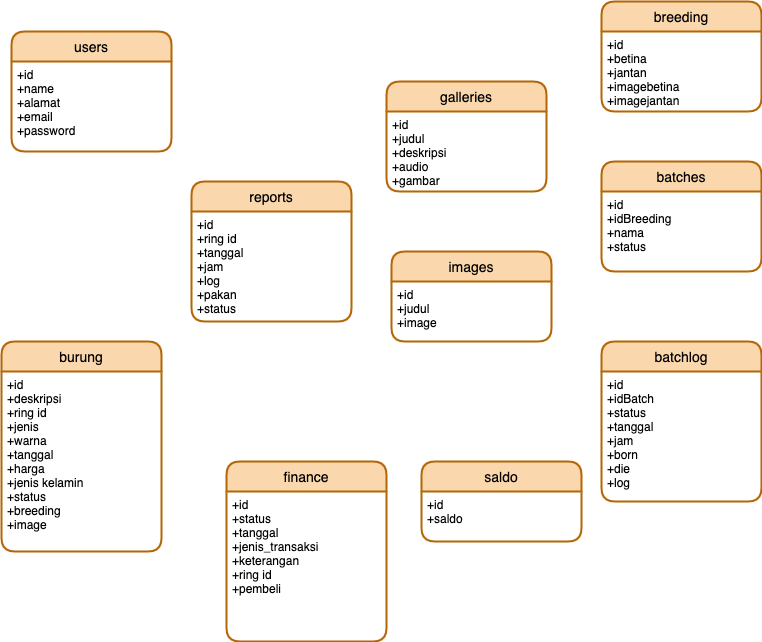 users
+id
+name
+alamat
+email
+password
galleries
+id
+judul
+deskripsi
+audio
+gambar
breeding
+id
+betina
+jantan
+imagebetina
+imagejantan
reports
+id
+ring id
+tanggal
+jam
+log
+pakan
+status
images
+id
+judul
+image
batches
+id
+idBreeding
+nama
+status
burung
+id
+deskripsi
+ring id
+jenis
+warna
+tanggal
+harga
+jenis kelamin
+status
+breeding
+image
finance
+id
+status
+tanggal
+jenis_transaksi
+keterangan
+ring id
+pembeli
saldo
+id
+saldo
batchlog
+id
+idBatch
+status
+tanggal
+jam
+born
+die
+log